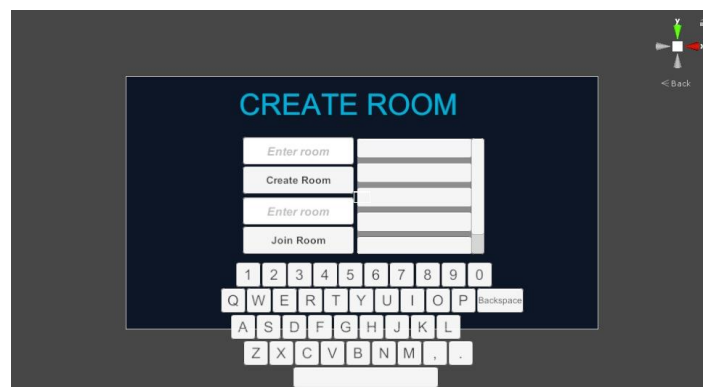 y
x
< Back
CREATE ROOM
Enter room
Create Room
Enter room
Join Room
1 2 3 4 5 6 7 8 9 0
Q W E R T Y U I O P Backspace
A S D F G H J K L
Z X C V B N M , .